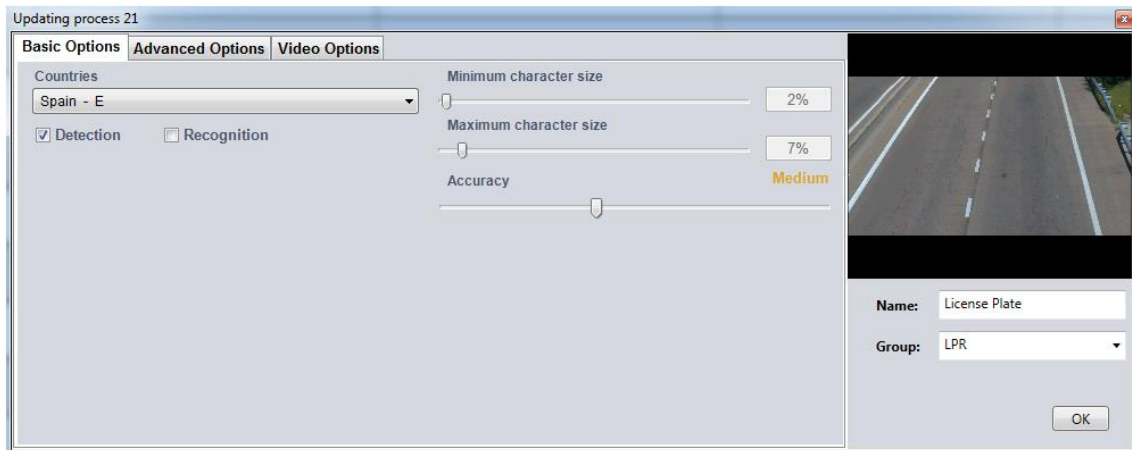 Updating process 21
Basic Options Advanced Options Video Options
Countries
Spain - E
Detection Recognition
Minimum character size
2%
Maximum character size
7%
Accuracy Medium
Name: License Plate
Group: LPR
OK